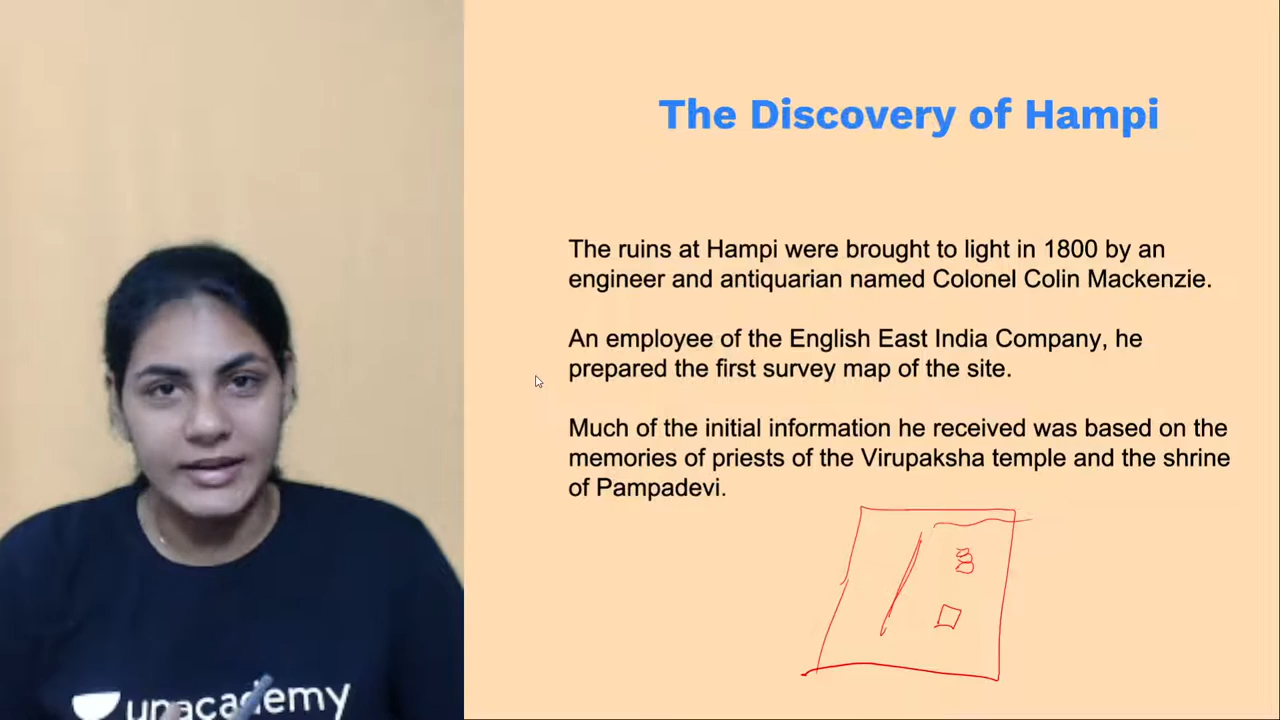 The Discovery of Hampi
The ruins at Hampi were brought to light in 1800 by an
engineer and antiquarian named Colonel Colin Mackenzie.
An employee of the English East India Company, he
prepared the first survey map of the site.
Much of the initial information he received was based on the
memories of priests of the Virupaksha temple and the shrine
of Pampadevi.
unacademy